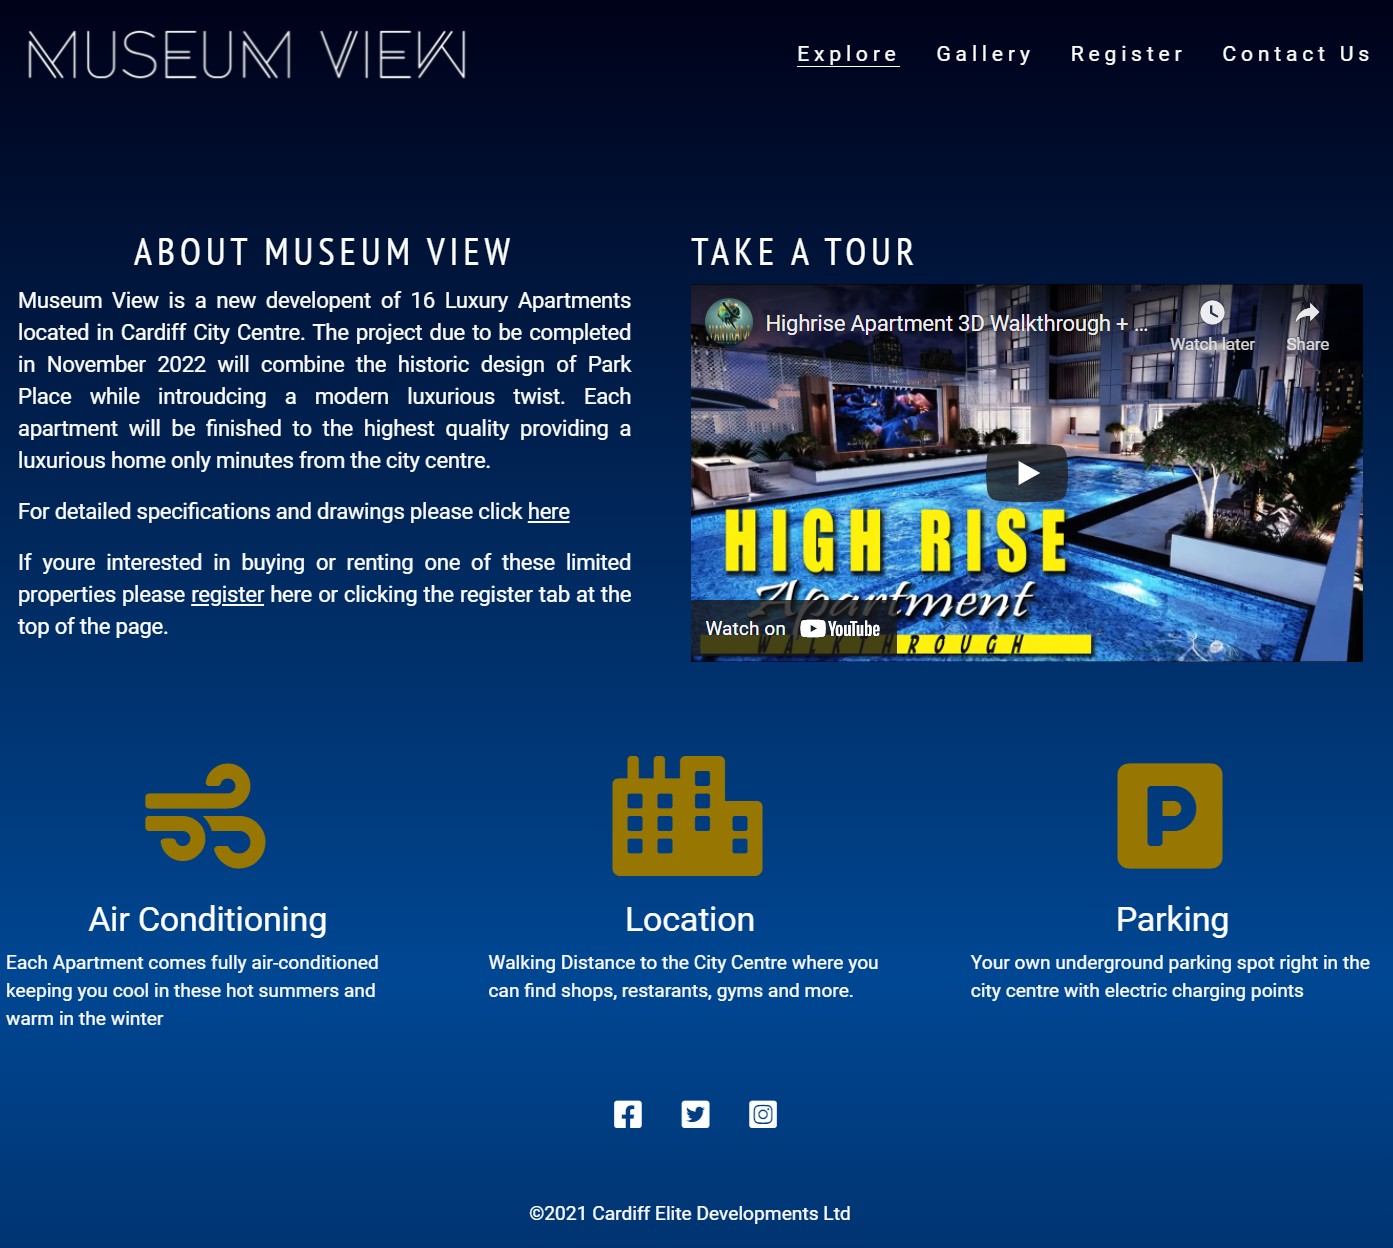 MUSEUM VIEW
Explore Gallery Register Contact Us
ABOUT MUSEUM VIEW
Museum View is a new developent of 16 Luxury Apartments
located in Cardiff City Centre. The project due to be completed
in November 2022 will combine the historic design of Park
Place while introudcing a modern luxurious twist. Each
apartment will be finished to the highest quality providing a
luxurious home only minutes from the city centre.
For detailed specifications and drawings please click here
If youre interested in buying or renting one of these limited
properties please register here or clicking the register tab at the
top of the page.
TAKE A TOUR
Highrise Apartment 3D Walkthrough + ...
Watch later
Share
HIGH RISE
Apartment
WALKTHROUGH
Watch on YouTube
Air Conditioning
Each Apartment comes fully air-conditioned
keeping you cool in these hot summers and
warm in the winter
Location
Walking Distance to the City Centre where you
can find shops, restarants, gyms and more.
P
Parking
Your own underground parking spot right in the
city centre with electric charging points
©2021 Cardiff Elite Developments Ltd